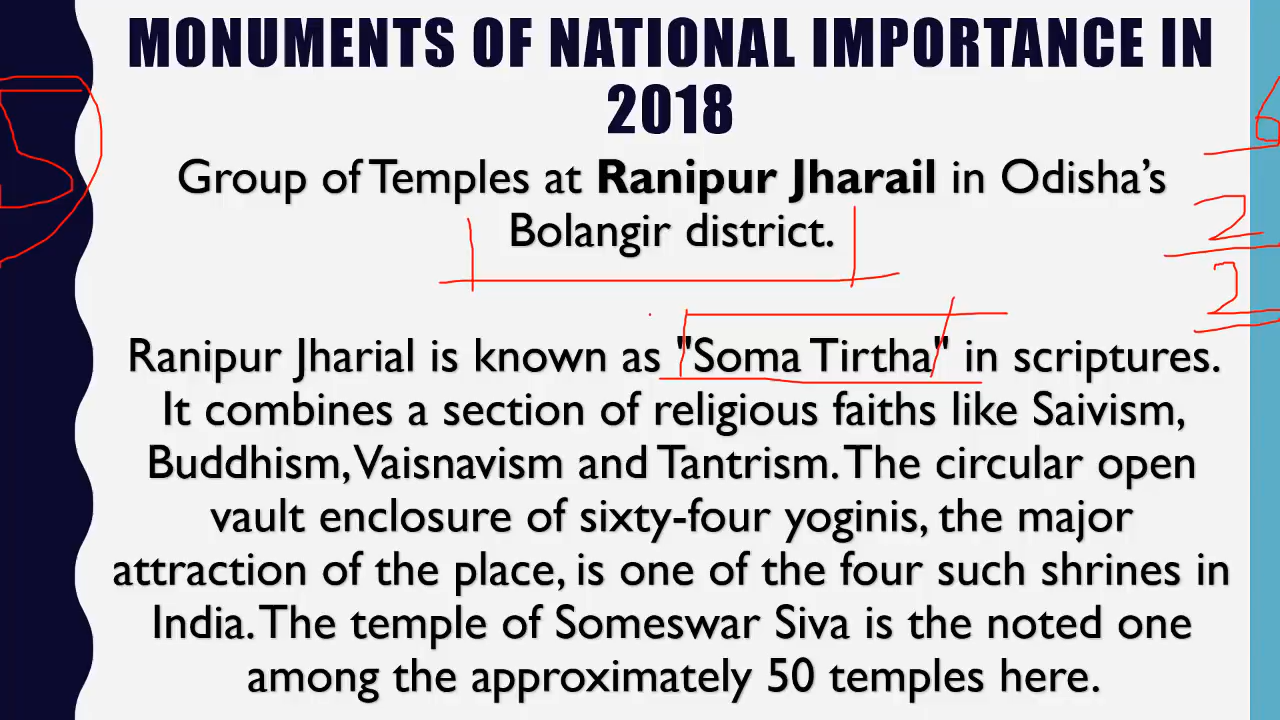 MONUMENTS OF NATIONAL IMPORTANCE IN
2018
Group of Temples at Ranipur Jharail in Odisha's
Bolangir district.
Ranipur Jharial is known as "Soma Tirtha" in scriptures.
It combines a section of religious faiths like Saivism,
Buddhism, Vaisnavism and Tantrism. The circular open
vault enclosure of sixty-four yoginis, the major
attraction of the place, is one of the four such shrines in
India. The temple of Someswar Siva is the noted one
among the approximately 50 temples here.
5
6
2
2